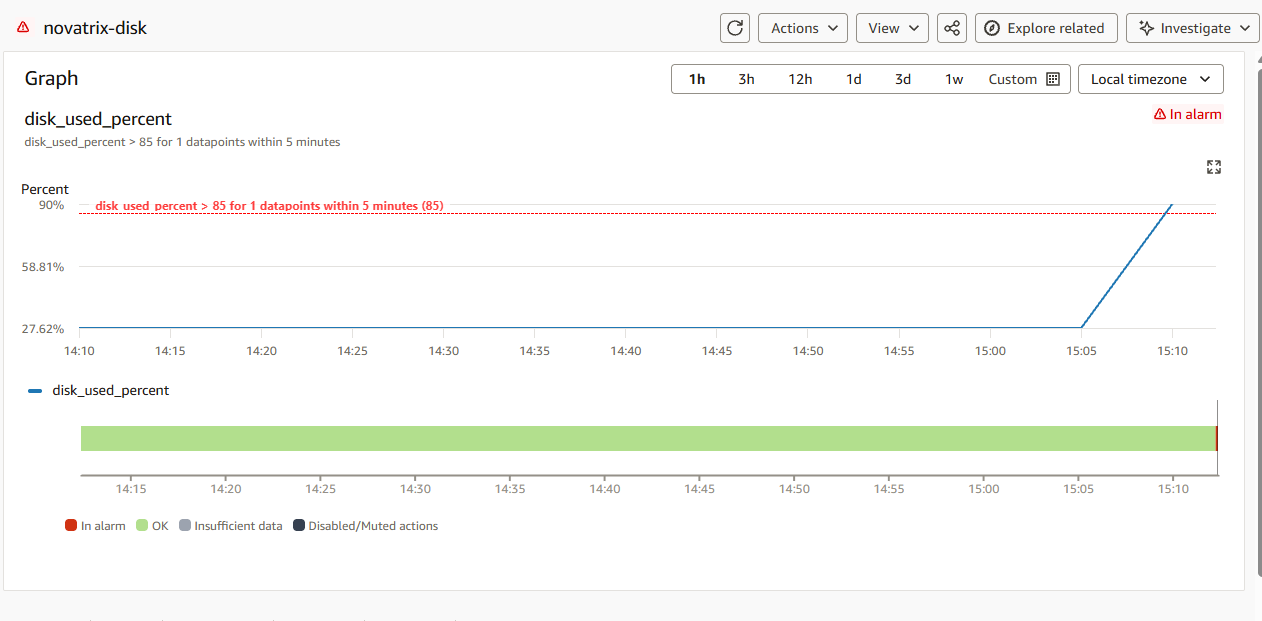 novatrix-disk
Actions View Explore related Investigate
Graph
1h 3h 12h 1d 3d 1w Custom Local timezone
disk_used_percent
In alarm
disk_used_percent > 85 for 1 datapoints within 5 minutes
Percent
90%
disk_used_percent > 85 for 1 datapoints within 5 minutes (85)
58.81%
27.62%
14:10 14:15 14:20 14:25 14:30 14:35 14:40 14:45 14:50 14:55 15:00 15:05 15:10
disk_used_percent
14:15 14:20 14:25 14:30 14:35 14:40 14:45 14:50 14:55 15:00 15:05 15:10
In alarm OK Insufficient data Disabled/Muted actions